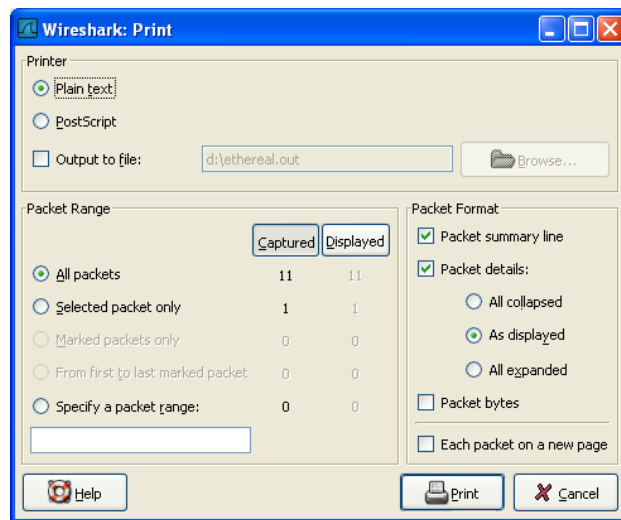 Wireshark: Print
Printer
Plain text
PostScript
Output to file: d:\ethereal.out Browse...
Packet Range
Captured Displayed
All packets 11 11
Selected packet only 1 1
Marked packets only 0 0
From first to last marked packet 0 0
Specify a packet range: 0 0
Packet Format
Packet summary line
Packet details:
All collapsed
As displayed
All expanded
Packet bytes
Each packet on a new page
Help Print Cancel